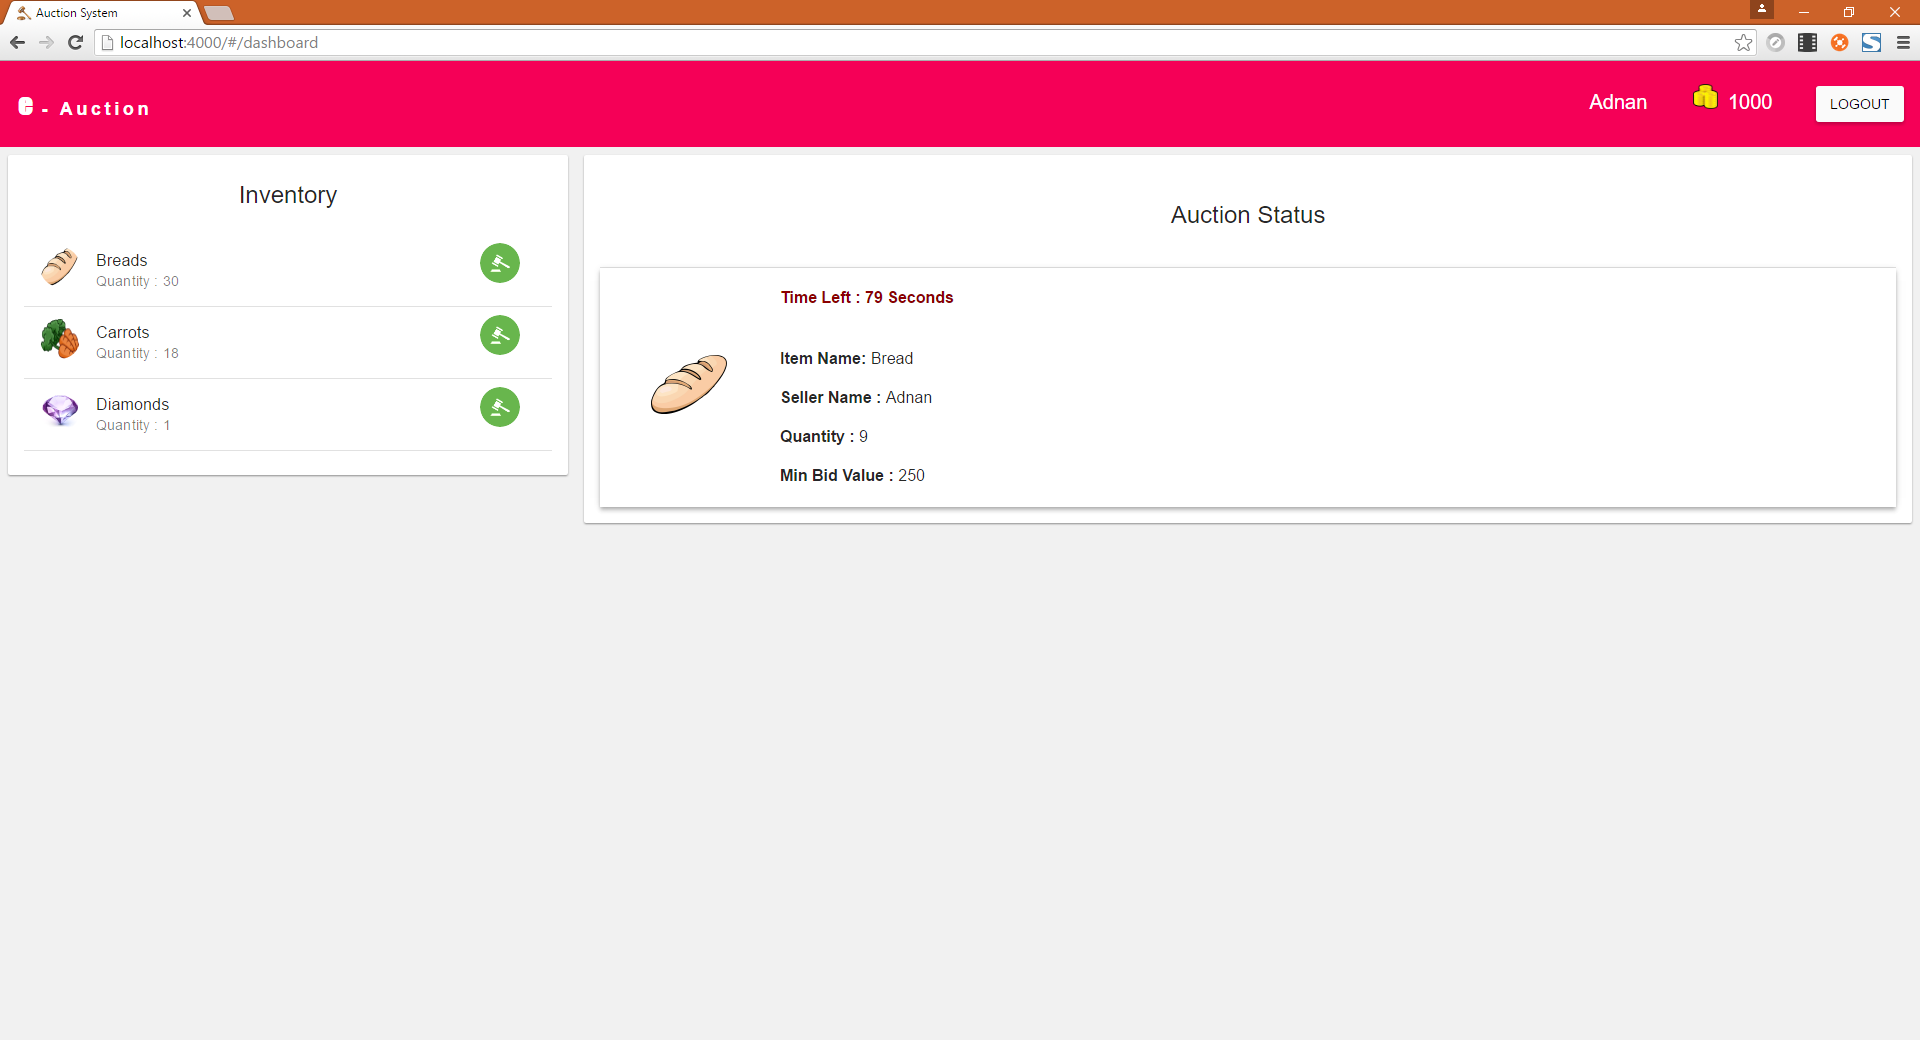 Auction System
localhost:4000/#/dashboard
e - Auction
Adnan
1000
LOGOUT
Inventory
Breads
Quantity : 30
Carrots
Quantity : 18
Diamonds
Quantity : 1
Auction Status
Time Left : 79 Seconds
Item Name: Bread
Seller Name : Adnan
Quantity : 9
Min Bid Value : 250